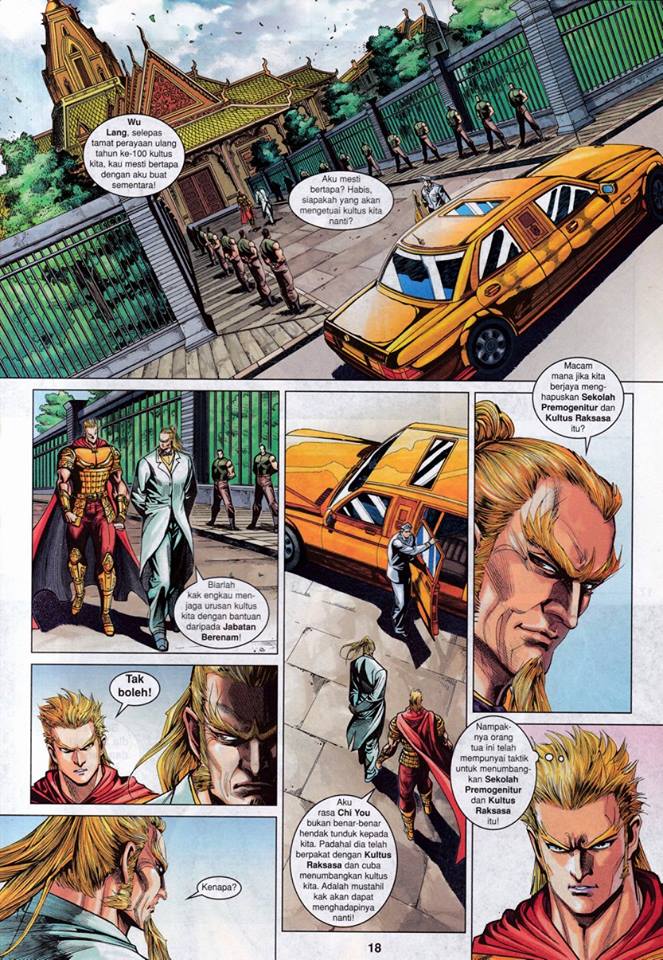 Wu
Lang, selepas
tamat perayaan ulang
tahun ke-100 kultus
kita, kau mesti bertapa
dengan aku buat
sementara!
Aku mesti
bertapa? Habis,
siapakah yang akan
mengetuai kultus kita
nanti?
Biarlah
kak engkau men-
jaga urusan kultus
kita dengan bantuan
daripada Jabatan
Berenam!
Tak
boleh!
Kenapa?
Aku
rasa Chi You
bukan benar-benar
hendak tunduk kepada
kita. Padahal dia telah
berpakat dengan Kultus
Raksasa dan cuba
menumbangkan kultus
kita. Adalah mustahil
kak akan dapat
menghadapinya
nanti!
Macam
mana jika kita
berjaya meng-
hapuskan Sekolah
Premogenitur dan
Kultus Raksasa
itu?
Nampak-
nya orang
tua ini telah
mempunyai taktik
untuk menumbang-
kan Sekolah
Premogenitur
dan Kultus
Raksasa
itu!
18